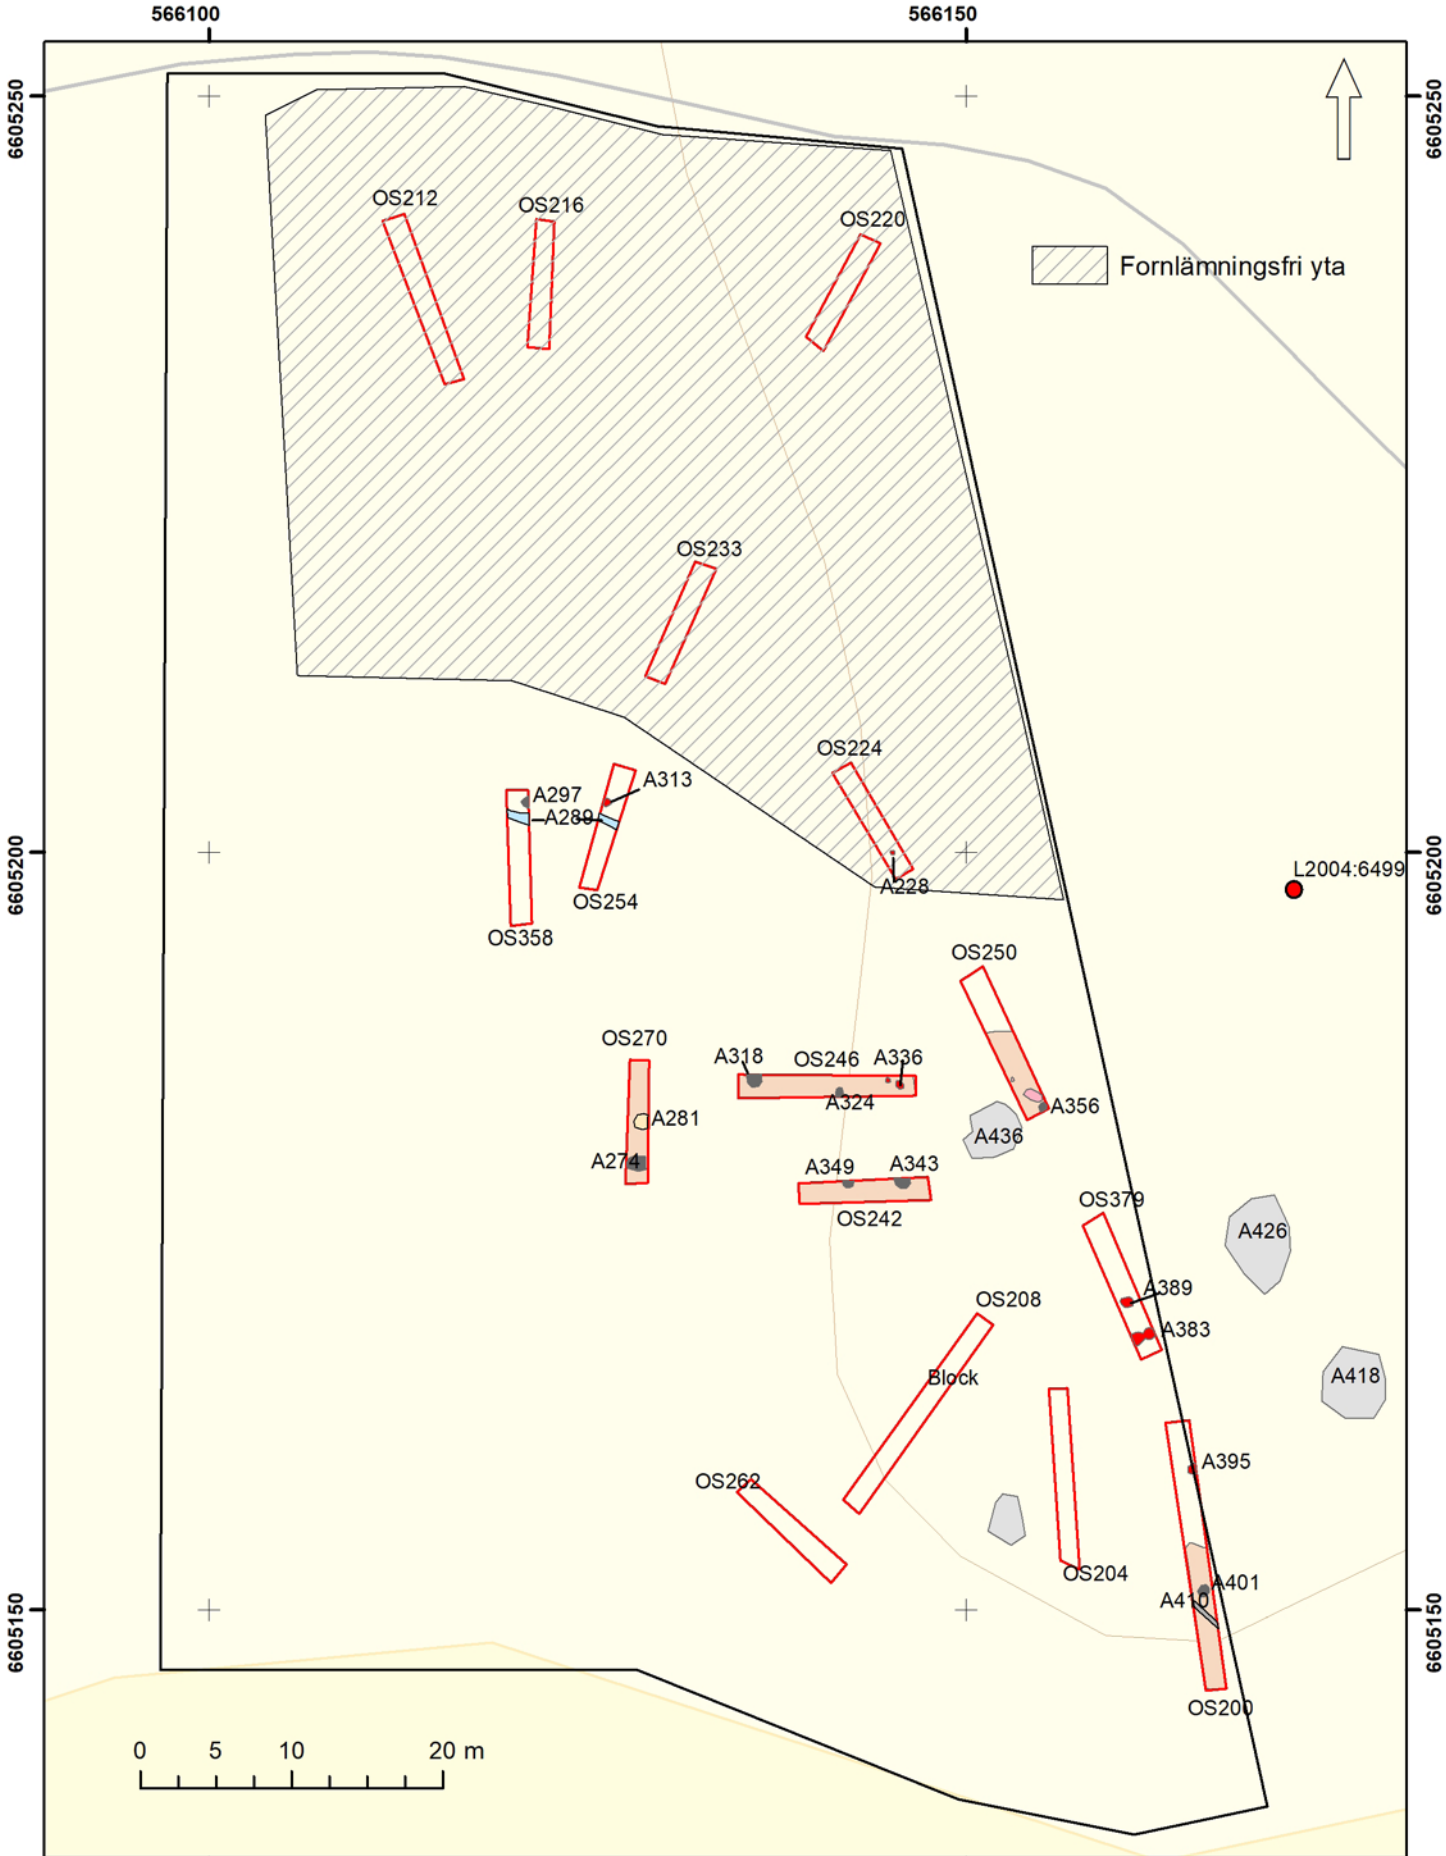 566100 566150
6605250 6605250
OS212 OS216 OS220
Fornlämningsfri yta
OS233
OS224
A313
A297
A289
6605200 6605200
L2004:6499
A228
OS254
OS358
OS250
OS270
A318 OS246 A336
A324 A356
A281
A436
A274 A349 A343
OS379
OS242
A426
A389
OS208
A383
Block A418
A395
OS262
OS204
A401
A410
6605150 6605150
OS200
0 5 10 20 m